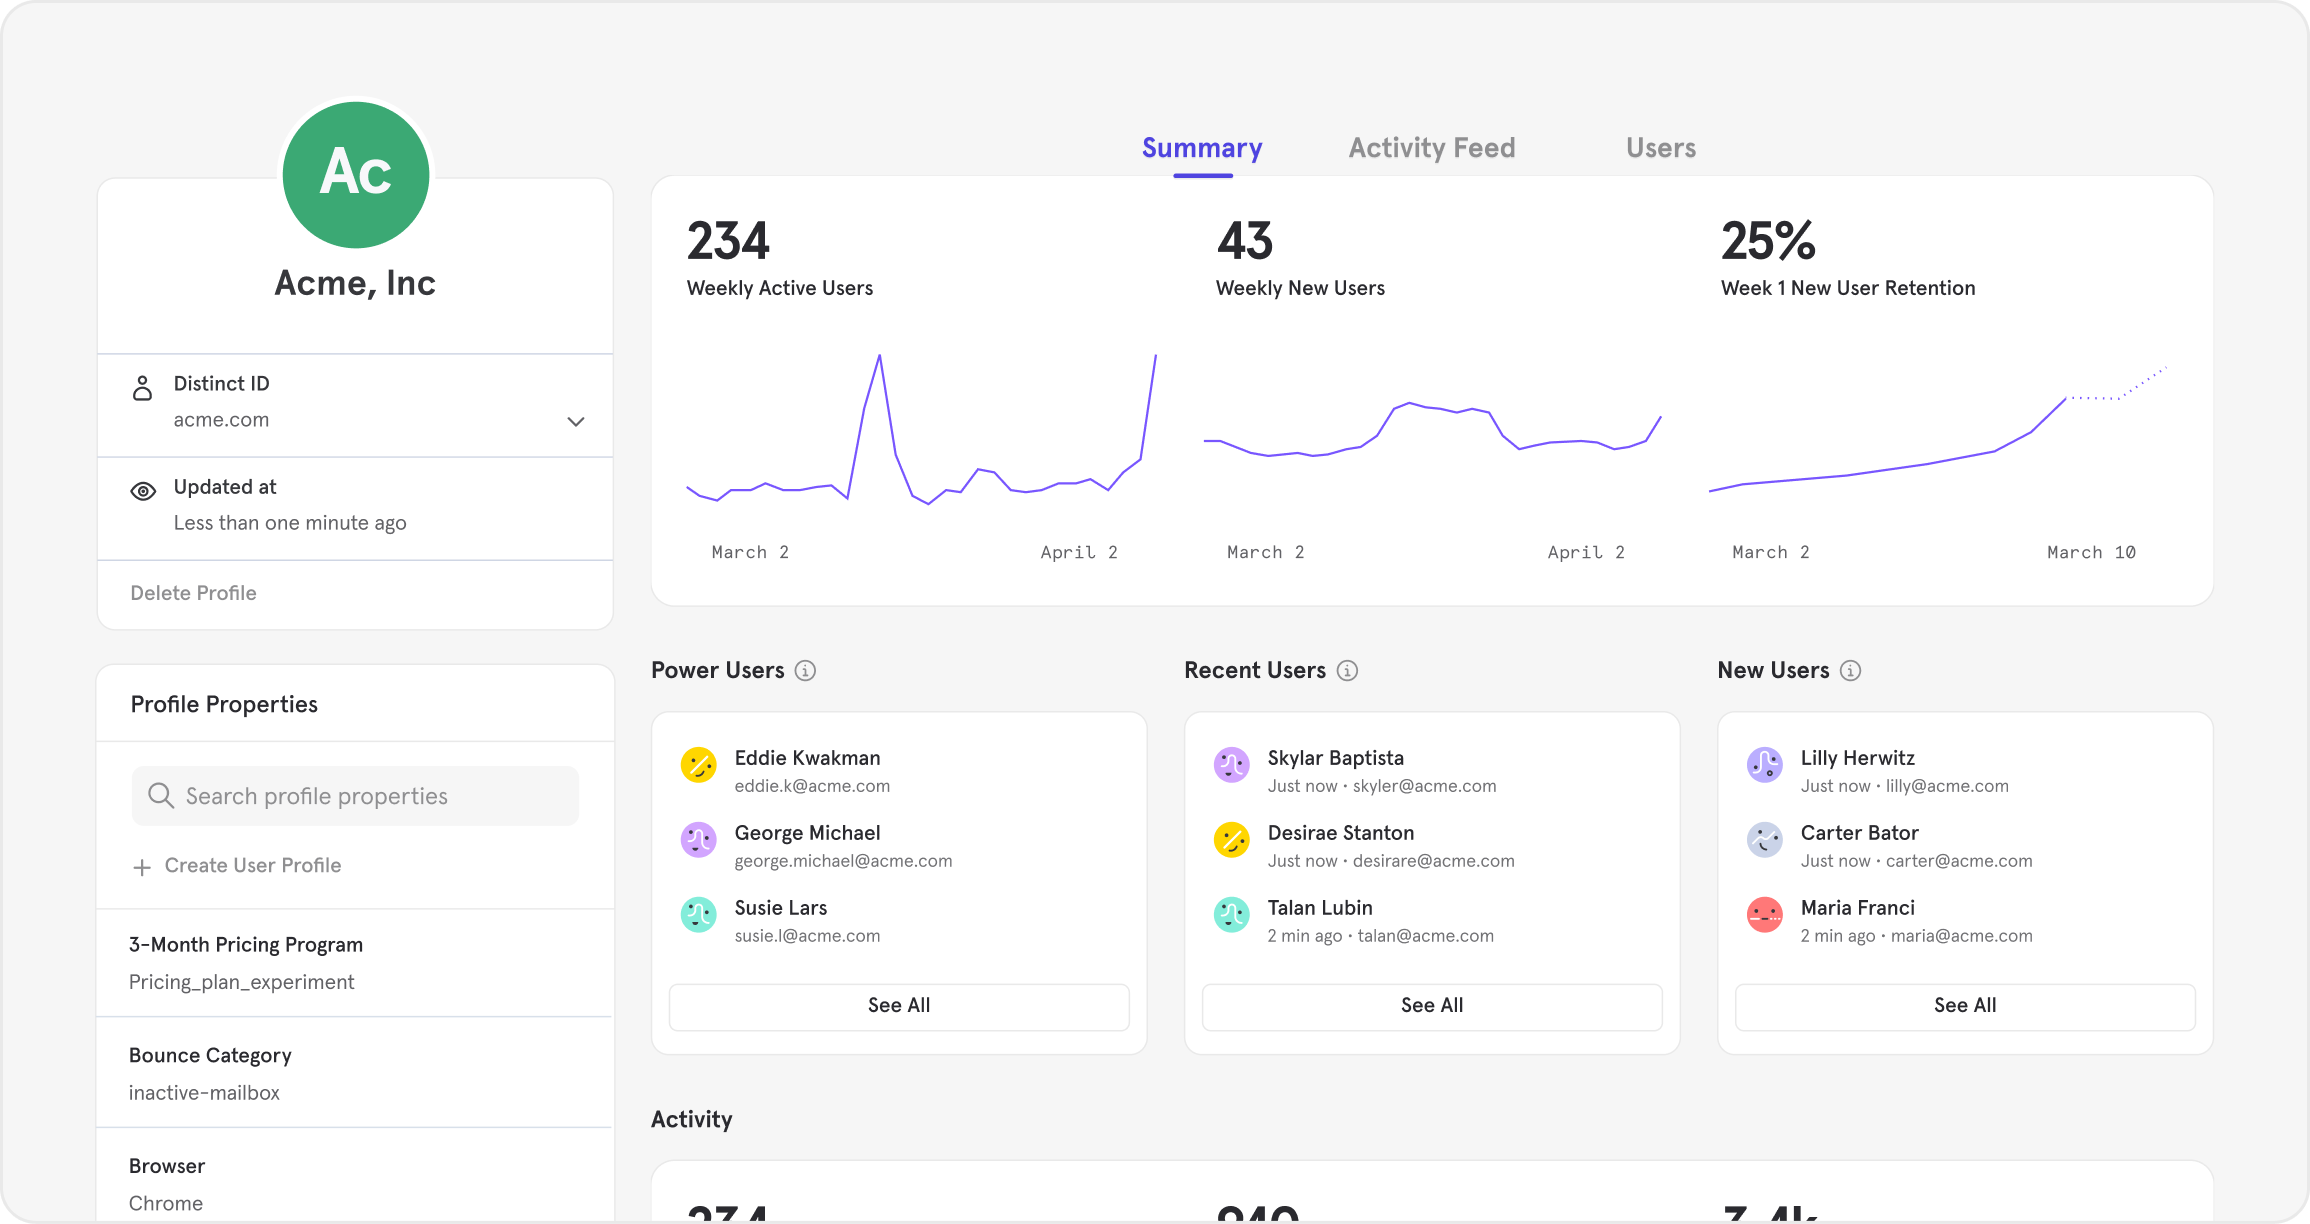 Ac
Acme, Inc
Distinct ID
acme.com
Updated at
Less than one minute ago
Delete Profile
Profile Properties
Search profile properties
Create User Profile
3-Month Pricing Program
Pricing_plan_experiment
Bounce Category
inactive-mailbox
Browser
Chrome
Summary
Activity Feed
Users
234
Weekly Active Users
March 2
April 2
43
Weekly New Users
March 2
April 2
25%
Week 1 New User Retention
March 2
March 10
Power Users
Eddie Kwakman
eddie.k@acme.com
George Michael
george.michael@acme.com
Susie Lars
susie.l@acme.com
See All
Recent Users
Skylar Baptista
Just now • skyler@acme.com
Desirae Stanton
Just now • desirare@acme.com
Talan Lubin
2 min ago • talan@acme.com
See All
New Users
Lilly Herwitz
Just now • lilly@acme.com
Carter Bator
Just now • carter@acme.com
Maria Franci
2 min ago • maria@acme.com
See All
Activity
234